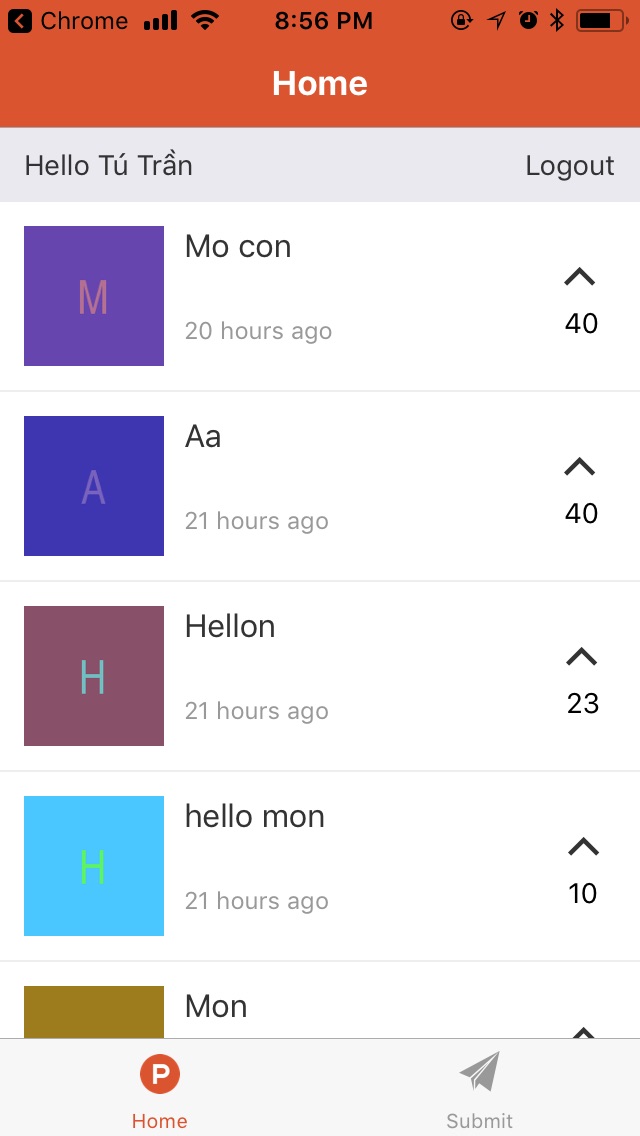 Chrome 8:56 PM
Home
Hello Tú Trần Logout
M
Mo con
20 hours ago
40
A
Aa
21 hours ago
40
H
Hellon
21 hours ago
23
H
hello mon
21 hours ago
10
Mon
P
Home
Submit